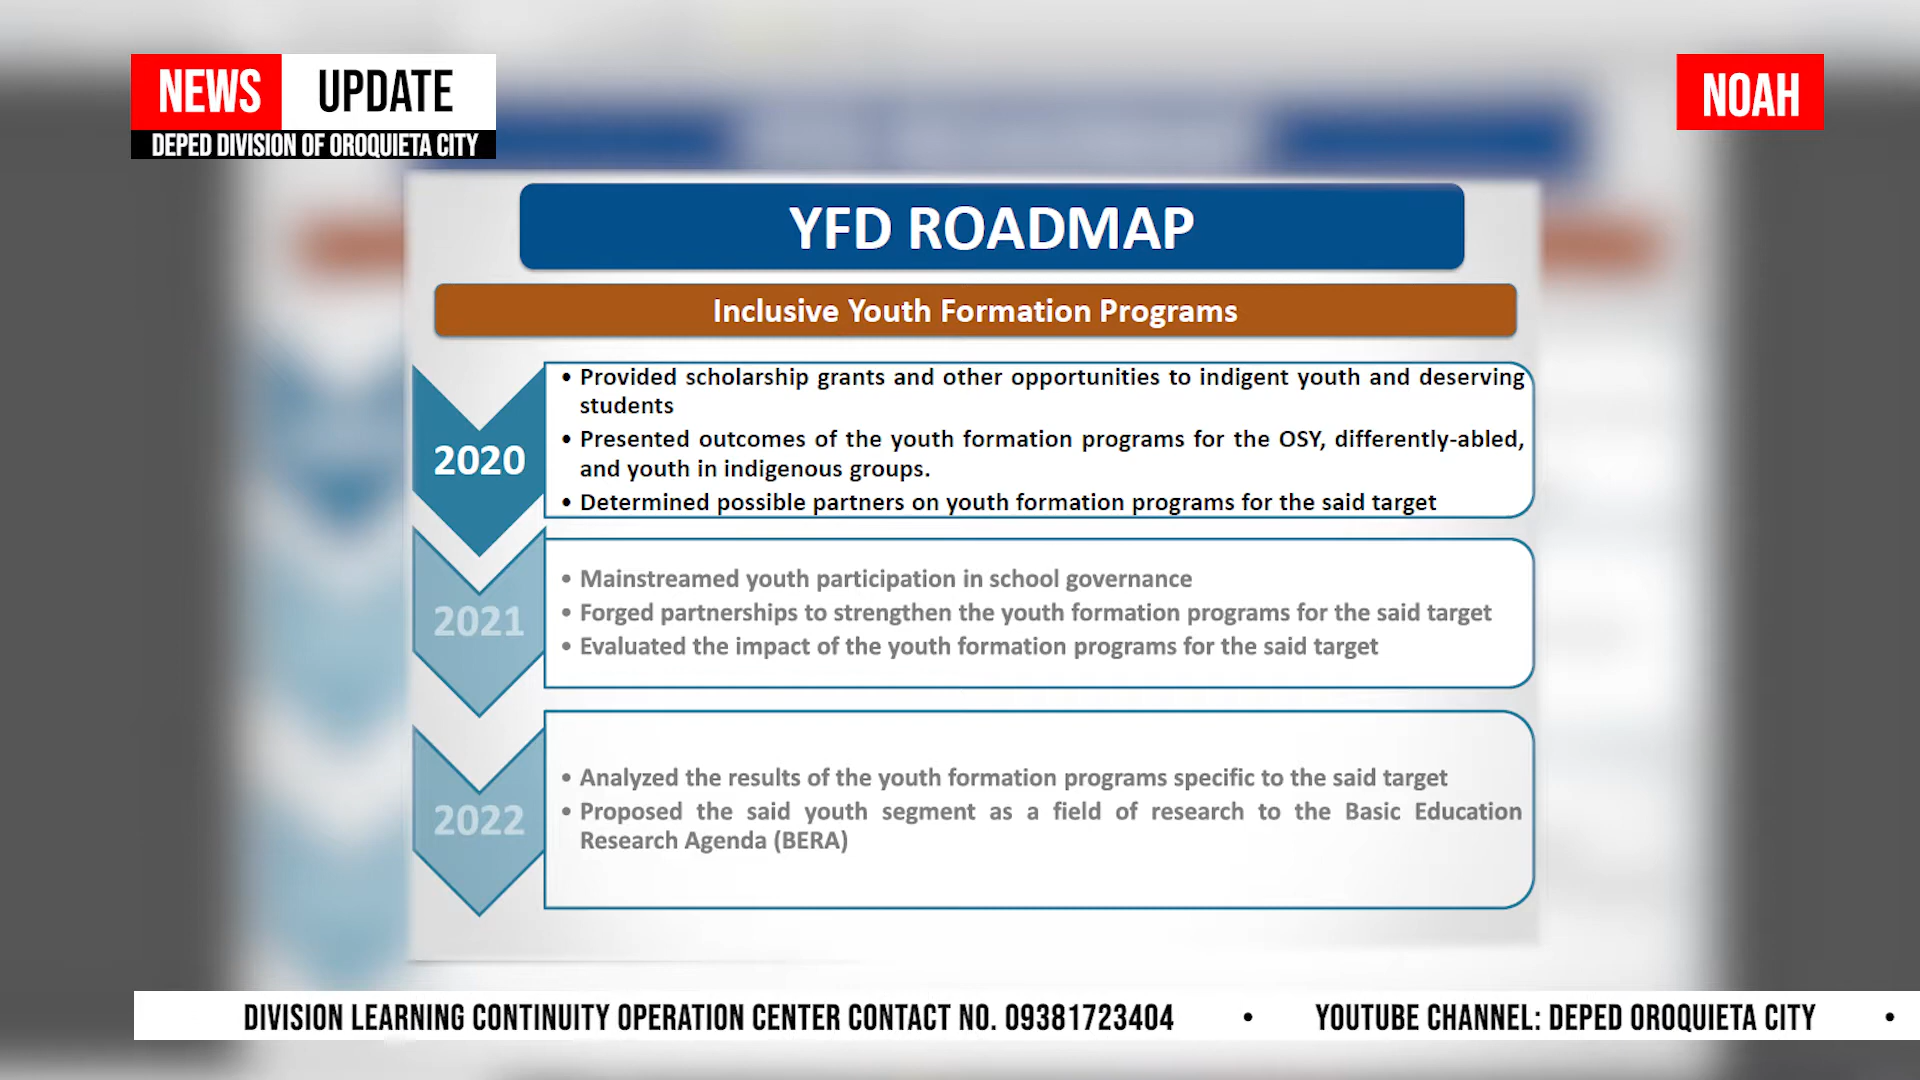 NEWS UPDATE
DEPED DIVISION OF OROQUIETA CITY
NOAH
YFD ROADMAP
Inclusive Youth Formation Programs
2020
• Provided scholarship grants and other opportunities to indigent youth and deserving
students
• Presented outcomes of the youth formation programs for the OSY, differently-abled,
and youth in indigenous groups.
• Determined possible partners on youth formation programs for the said target
2021
• Mainstreamed youth participation in school governance
• Forged partnerships to strengthen the youth formation programs for the said target
• Evaluated the impact of the youth formation programs for the said target
2022
• Analyzed the results of the youth formation programs specific to the said target
• Proposed the said youth segment as a field of research to the Basic Education
Research Agenda (BERA)
DIVISION LEARNING CONTINUITY OPERATION CENTER CONTACT NO. 09381723404 • YOUTUBE CHANNEL: DEPED OROQUIETA CITY •